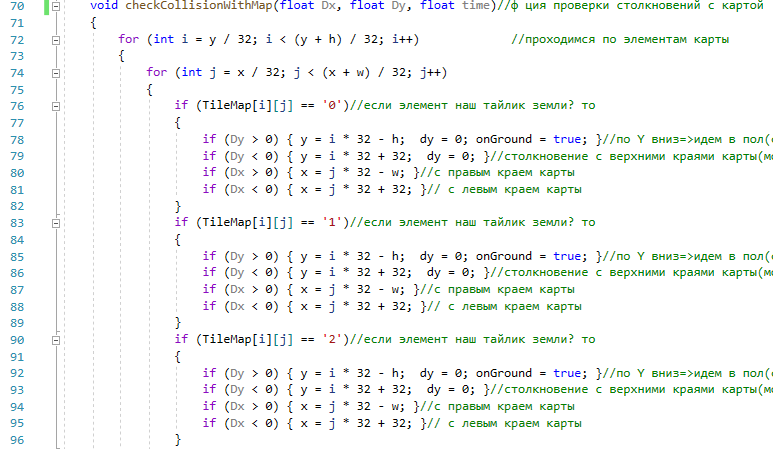 70 void checkCollisionWithMap(float Dx, float Dy, float time)//ф ция проверки столкновений с картой
71 {
72 for (int i = y / 32; i < (y + h) / 32; i++) //проходимся по элементам карты
73 {
74 for (int j = x / 32; j < (x + w) / 32; j++)
75 {
76 if (TileMap[i][j] == '0')//если элемент наш тайлик земли? то
77 {
78 if (Dy > 0) { y = i * 32 - h; dy = 0; onGround = true; }//по Y вниз=>идем в пол(
79 if (Dy < 0) { y = i * 32 + 32; dy = 0; }//столкновение с верхними краями карты(
80 if (Dx > 0) { x = j * 32 - w; }//с правым краем карты
81 if (Dx < 0) { x = j * 32 + 32; }// с левым краем карты
82 }
83 if (TileMap[i][j] == '1')//если элемент наш тайлик земли? то
84 {
85 if (Dy > 0) { y = i * 32 - h; dy = 0; onGround = true; }//по Y вниз=>идем в пол(
86 if (Dy < 0) { y = i * 32 + 32; dy = 0; }//столкновение с верхними краями карты(
87 if (Dx > 0) { x = j * 32 - w; }//с правым краем карты
88 if (Dx < 0) { x = j * 32 + 32; }// с левым краем карты
89 }
90 if (TileMap[i][j] == '2')//если элемент наш тайлик земли? то
91 {
92 if (Dy > 0) { y = i * 32 - h; dy = 0; onGround = true; }//по Y вниз=>идем в пол(
93 if (Dy < 0) { y = i * 32 + 32; dy = 0; }//столкновение с верхними краями карты(
94 if (Dx > 0) { x = j * 32 - w; }//с правым краем карты
95 if (Dx < 0) { x = j * 32 + 32; }// с левым краем карты
96 }